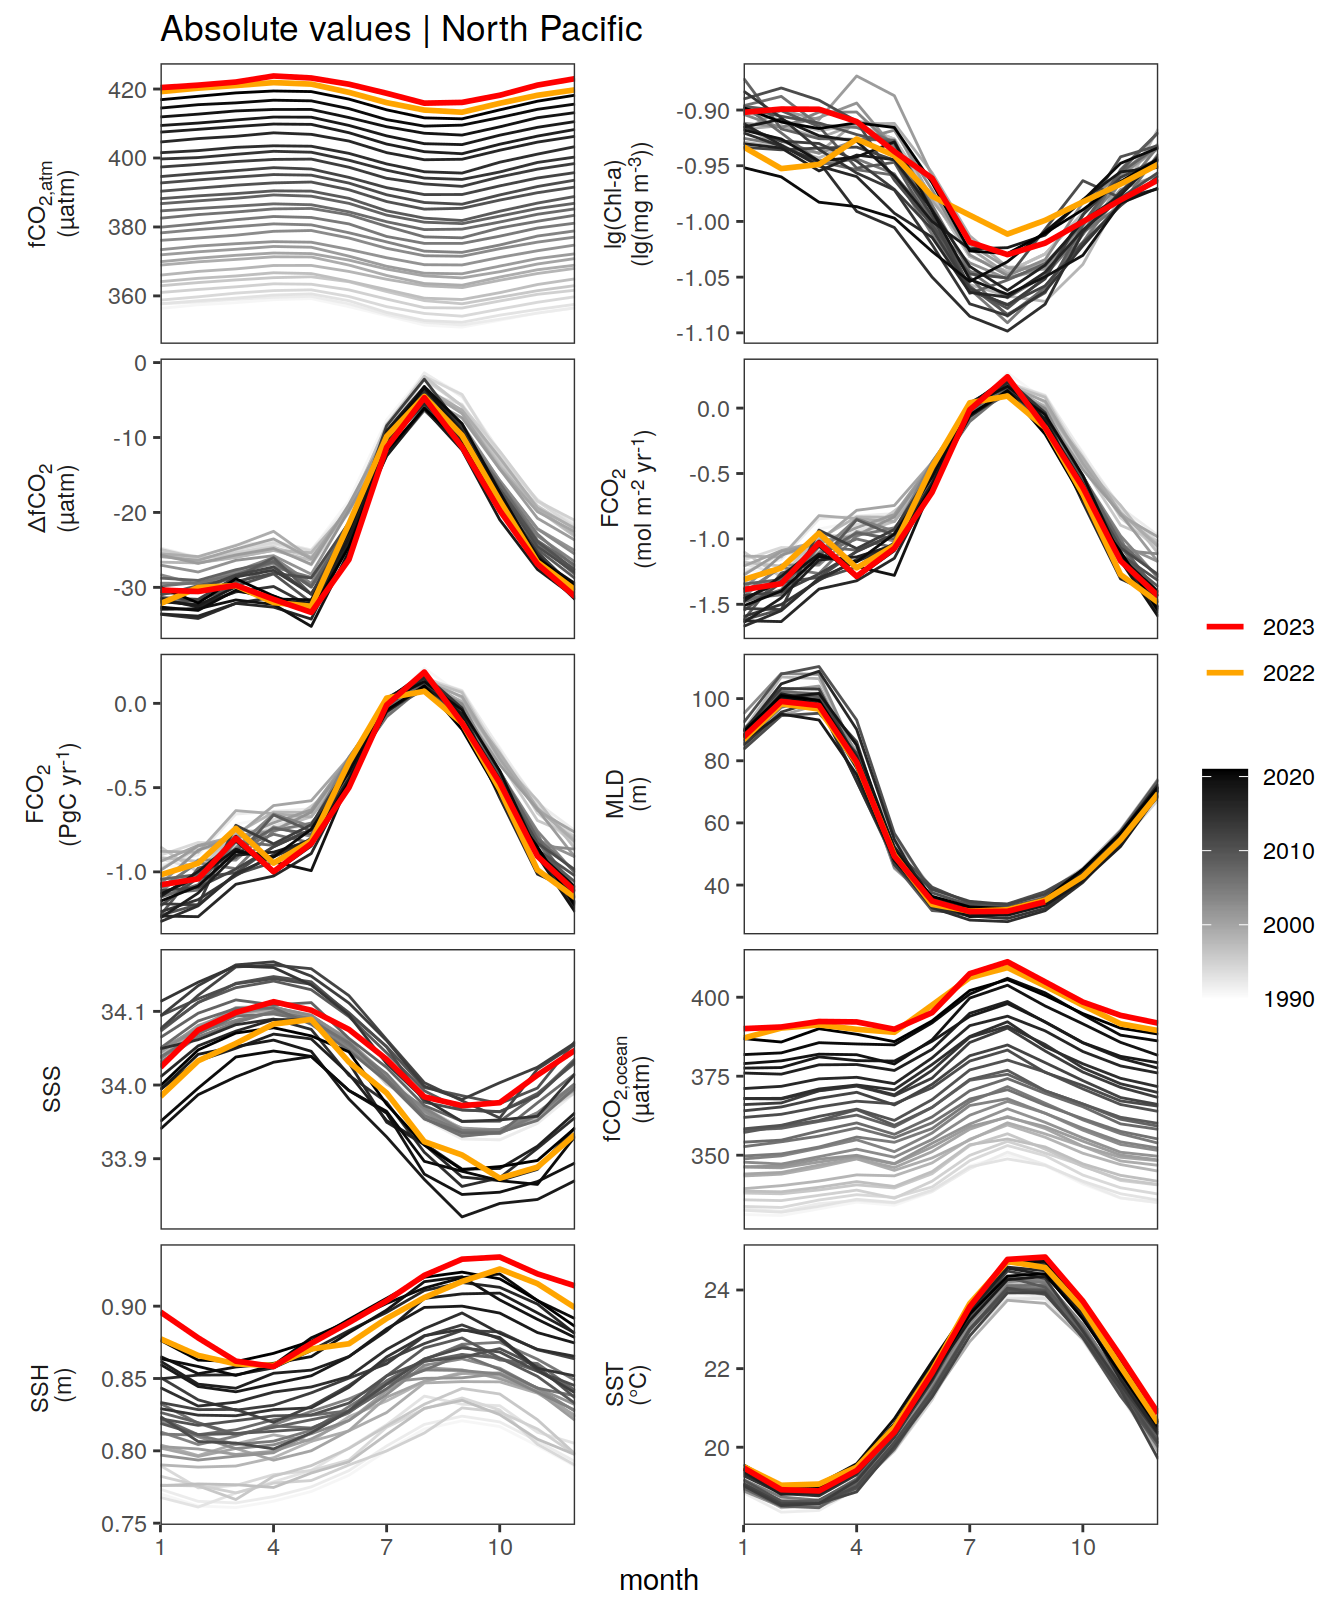 Absolute values | North Pacific
fCO2,atm
(µatm)
420
400
380
360
lg(Chl-a)
(lg(mg m-3))
-0.90
-0.95
-1.00
-1.05
-1.10
ΔfCO2
(µatm)
0
-10
-20
-30
FCO2
(mol m-2 yr-1)
0.0
-0.5
-1.0
-1.5
FCO2
(PgC yr-1)
0.0
-0.5
-1.0
MLD
(m)
100
80
60
40
SSS
34.1
34.0
33.9
fCO2,ocean
(µatm)
400
375
350
SSH
(m)
0.90
0.85
0.80
0.75
SST
(°C)
24
22
20
1
4
7
10
1
4
7
10
month
2023
2022
2020
2010
2000
1990